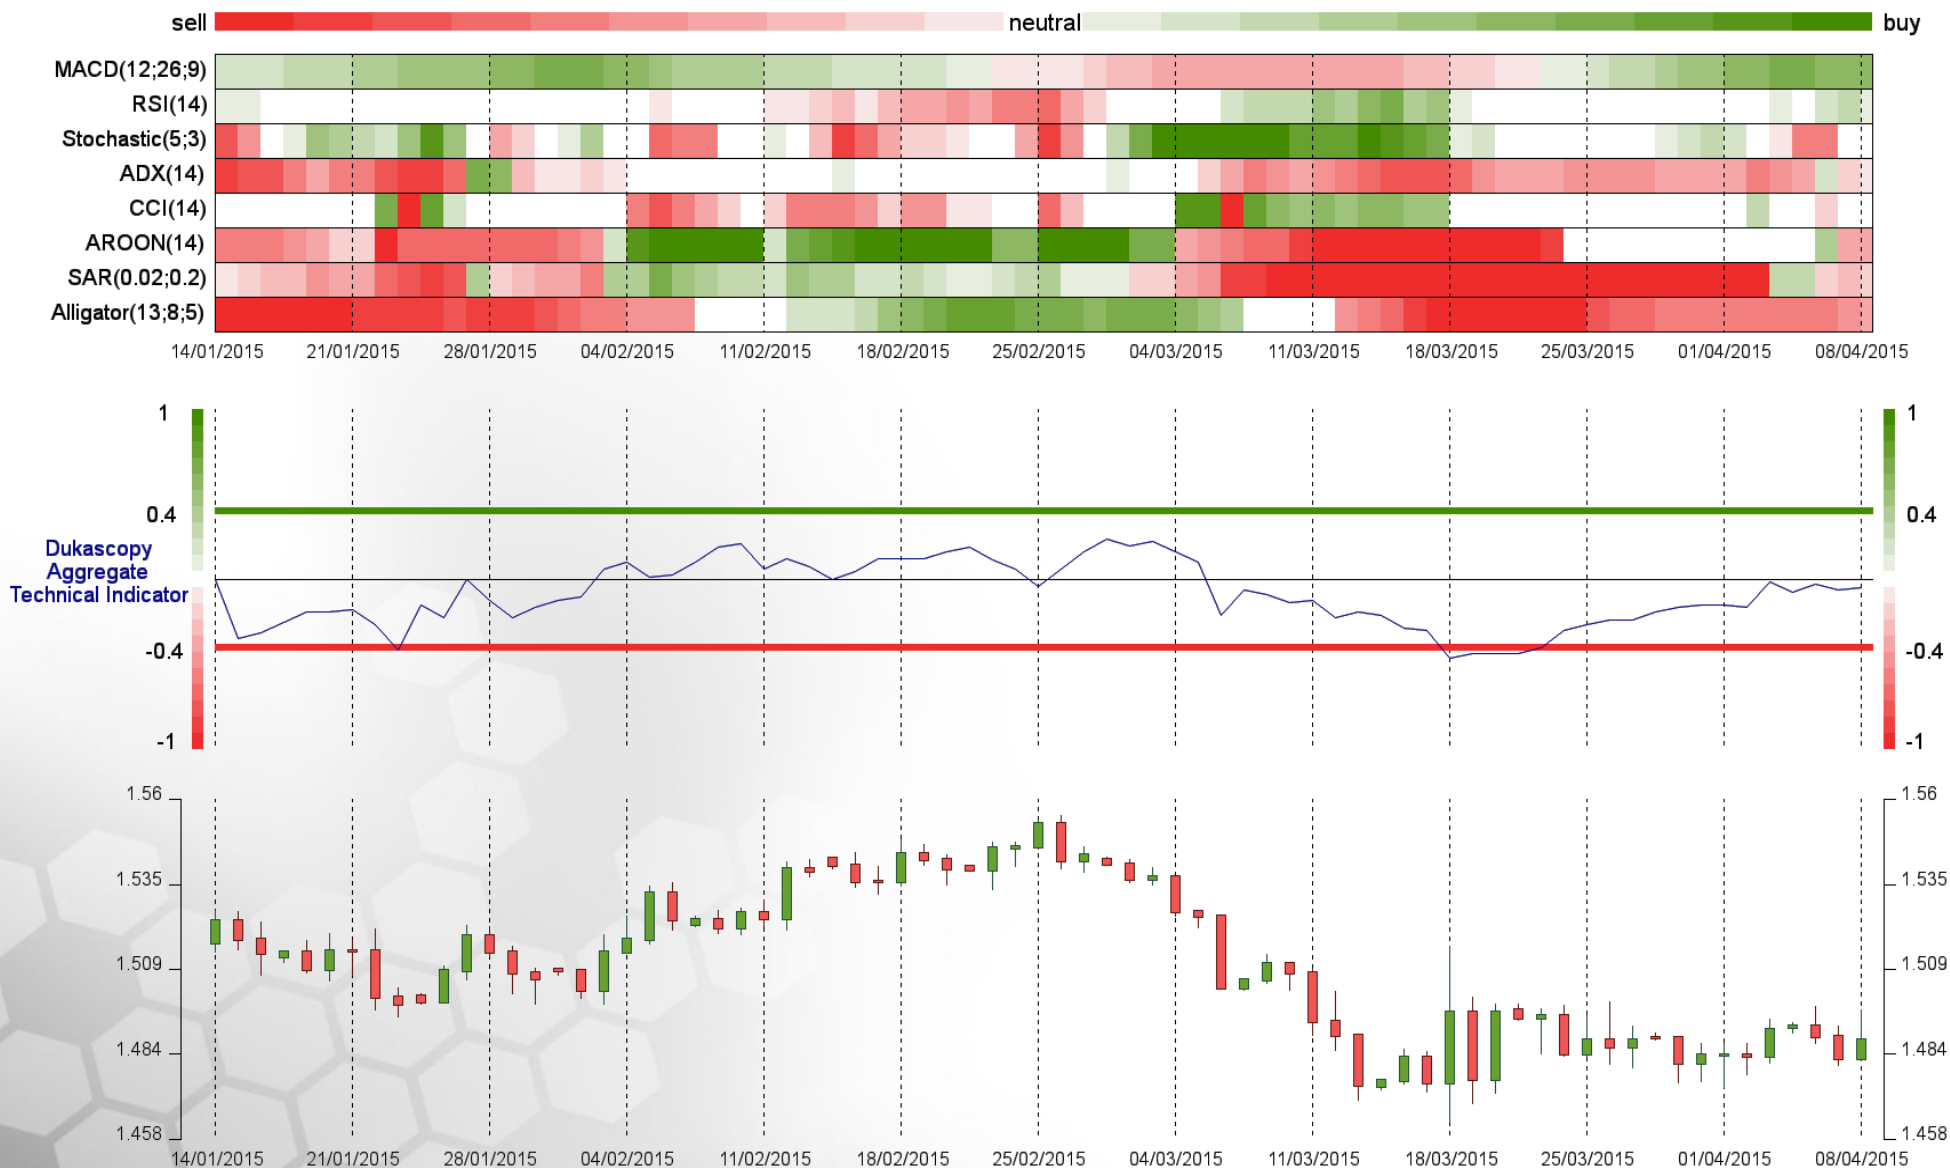 sell neutral buy
MACD(12;26;9)
RSI(14)
Stochastic(5;3)
ADX(14)
CCI(14)
AROON(14)
SAR(0.02;0.2)
Alligator(13;8;5)
14/01/2015 21/01/2015 28/01/2015 04/02/2015 11/02/2015 18/02/2015 25/02/2015 04/03/2015 11/03/2015 18/03/2015 25/03/2015 01/04/2015 08/04/2015
1 1
0.4 0.4
Dukascopy
Aggregate
Technical Indicator
-0.4 -0.4
-1 -1
1.56 1.56
1.535 1.535
1.509 1.509
1.484 1.484
1.458 1.458
14/01/2015 21/01/2015 28/01/2015 04/02/2015 11/02/2015 18/02/2015 25/02/2015 04/03/2015 11/03/2015 18/03/2015 25/03/2015 01/04/2015 08/04/2015